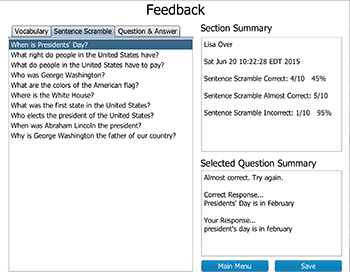 Feedback
Vocabulary Sentence Scramble Question & Answer
When is Presidents' Day?
What right do people in the United States have?
What do people in the United States have to pay?
Who was George Washington?
What are the colors of the American flag?
Where is the White House?
What was the first state in the United States?
Who elects the president of the United States?
When was Abraham Lincoln the president?
Why is George Washington the father of our country?
Section Summary
Lisa Over
Sat Jun 20 10:22:28 EDT 2015
Sentence Scramble Correct: 4/10 45%
Sentence Scramble Almost Correct: 5/10
Sentence Scramble Incorrect: 1/10 95%
Selected Question Summary
Almost correct. Try again.
Correct Response...
Presidents' Day is in February
Your Response...
president's day is in february
Main Menu Save